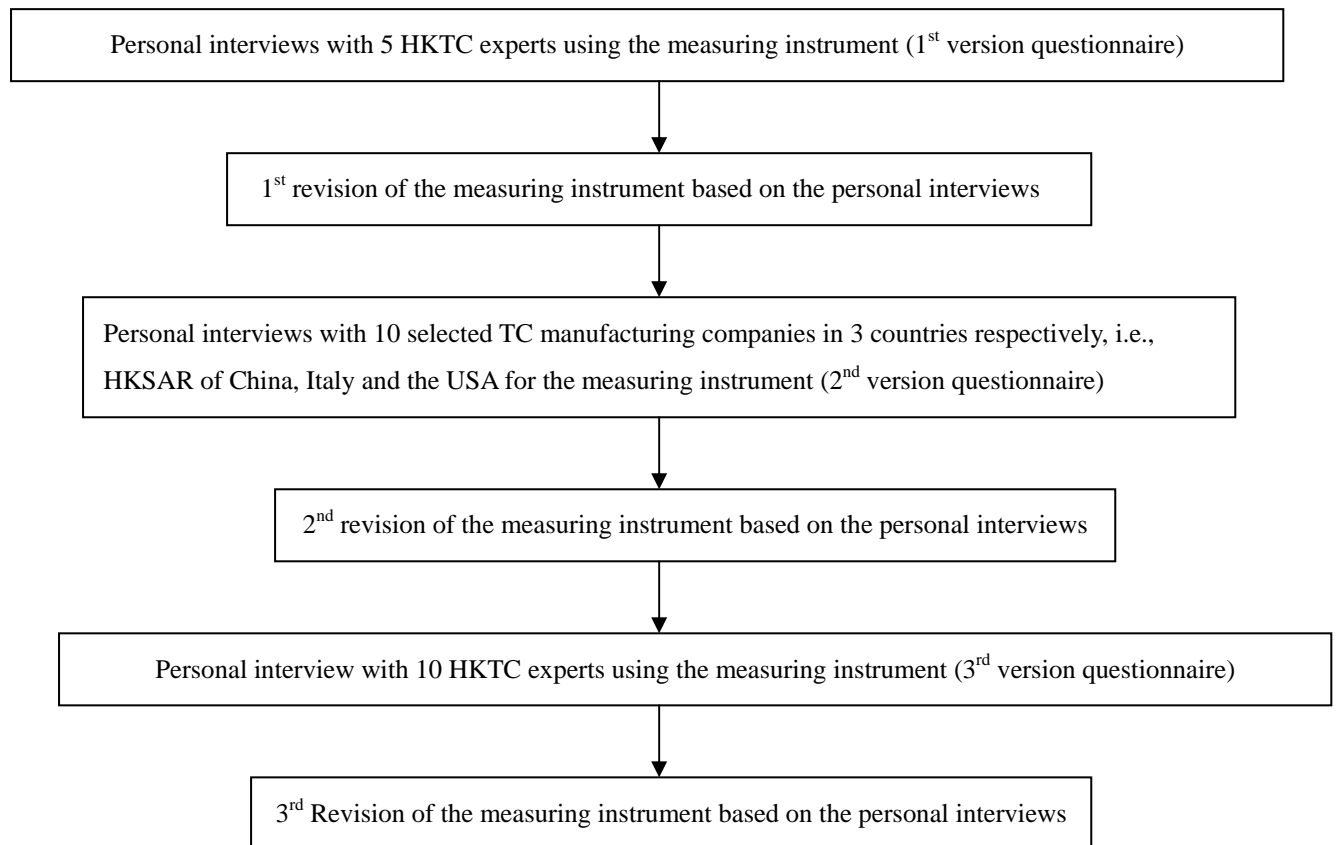 Personal interviews with 5 HKTC experts using the measuring instrument (1st version questionnaire)
1st revision of the measuring instrument based on the personal interviews
Personal interviews with 10 selected TC manufacturing companies in 3 countries respectively, i.e.,
HKSAR of China, Italy and the USA for the measuring instrument (2nd version questionnaire)
2nd revision of the measuring instrument based on the personal interviews
Personal interview with 10 HKTC experts using the measuring instrument (3rd version questionnaire)
3rd Revision of the measuring instrument based on the personal interviews